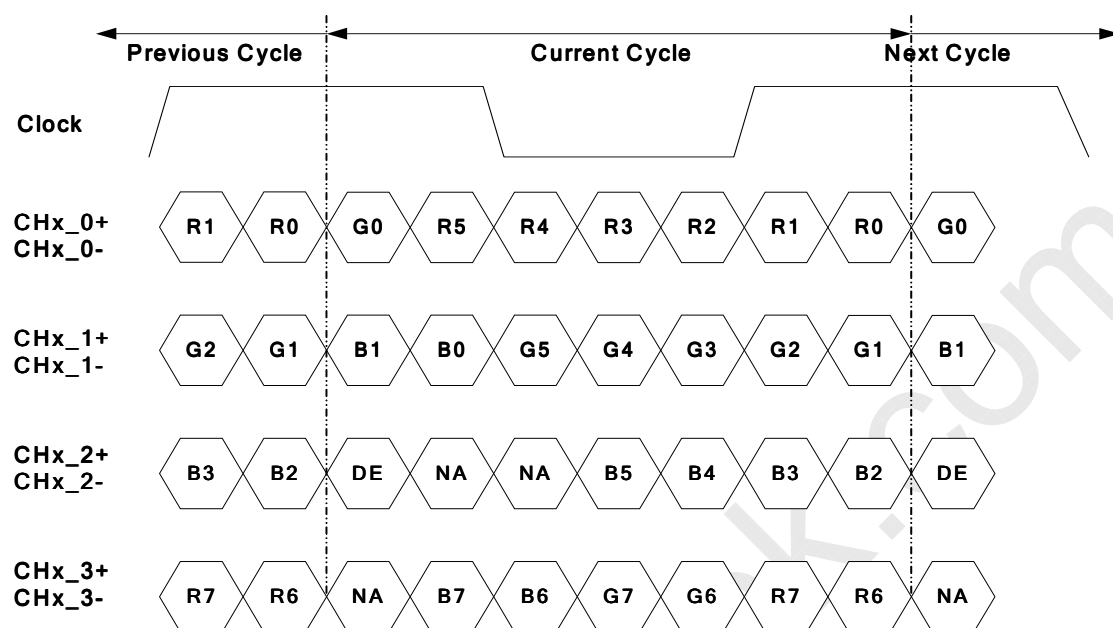 Previous Cycle Current Cycle Next Cycle
Clock
CHx_0+
CHx_0-
R1 R0 G0 R5 R4 R3 R2 R1 R0 G0
CHx_1+
CHx_1-
G2 G1 B1 B0 G5 G4 G3 G2 G1 B1
CHx_2+
CHx_2-
B3 B2 DE NA NA B5 B4 B3 B2 DE
CHx_3+
CHx_3-
R7 R6 NA B7 B6 G7 G6 R7 R6 NA
k.com